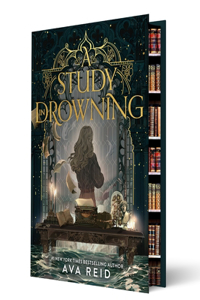 A
STUDY
IN
DROWNING
NEW YORK TIMES BESTSELLING AUTHOR
AVA REID